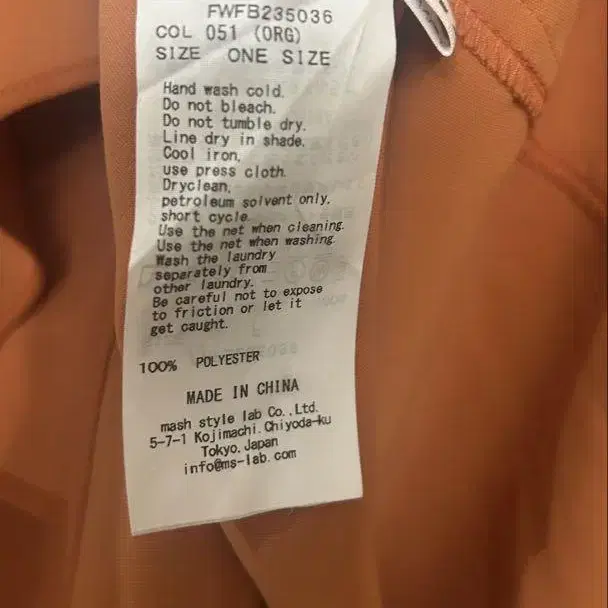 FWFB235036
COL 051 (ORG)
SIZE ONE SIZE
Hand wash cold.
Do not bleach.
Do not tumble dry.
Line dry in shade.
Cool iron,
use press cloth.
Dryclean,
petroleum solvent only,
short cycle.
Use the net when cleaning.
Use the net when washing.
Wash the laundry
separately from
other laundry.
Be careful not to expose
to friction or let it
get caught.
100% POLYESTER
MADE IN CHINA
mash style lab Co.,Ltd.
5-7-1 Kojimachi,Chiyoda-ku
Tokyo,Japan
info@ms-lab.com